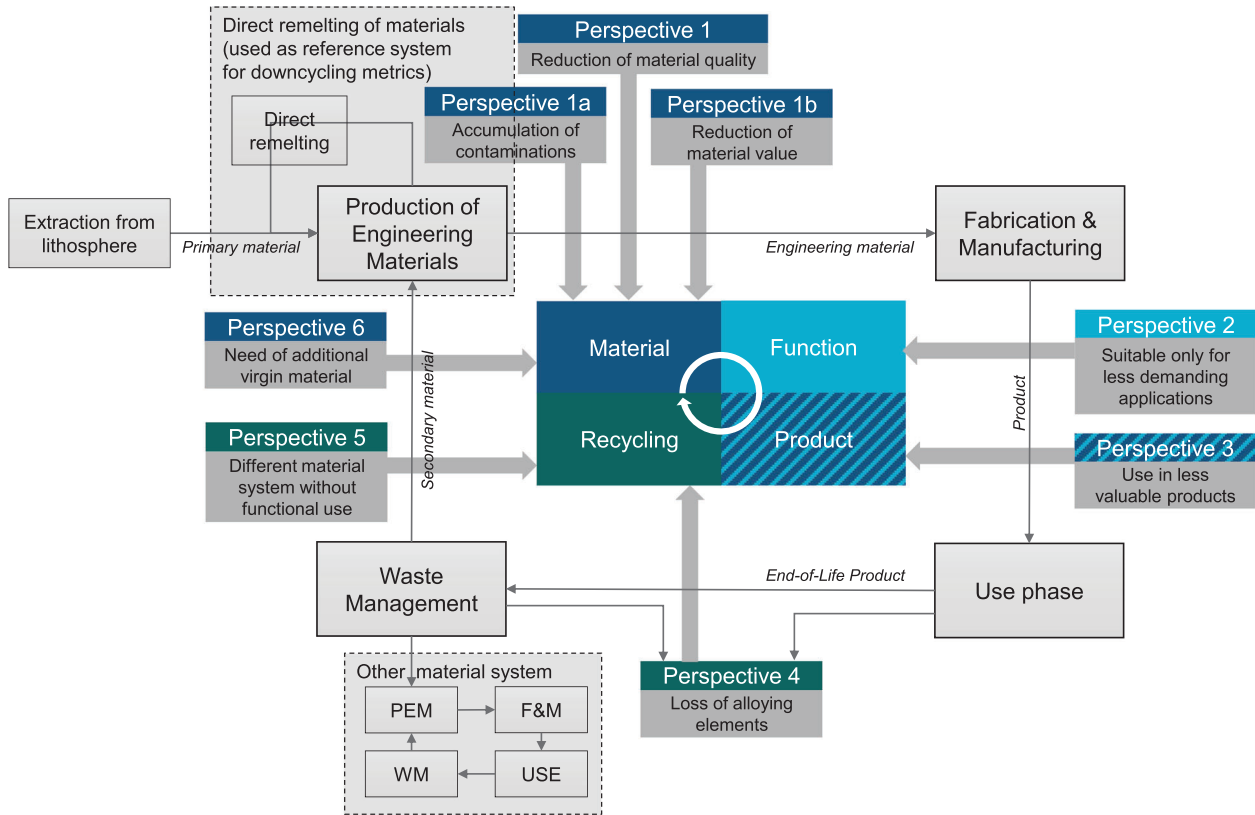 Direct remelting of materials
(used as reference system
for downcycling metrics)
Perspective 1
Reduction of material quality
Perspective 1a
Accumulation of
contaminations
Perspective 1b
Reduction of
material value
Direct
remelting
Extraction from
lithosphere
Primary material
Production of
Engineering
Materials
Engineering material
Fabrication &
Manufacturing
Perspective 6
Need of additional
virgin material
Material
Function
Perspective 2
Suitable only for
less demanding
applications
Secondary material
Product
Perspective 5
Different material
system without
functional use
Recycling
Product
Perspective 3
Use in less
valuable products
Waste
Management
End-of-Life Product
Use phase
Other material system
PEM
F&M
WM
USE
Perspective 4
Loss of alloying
elements